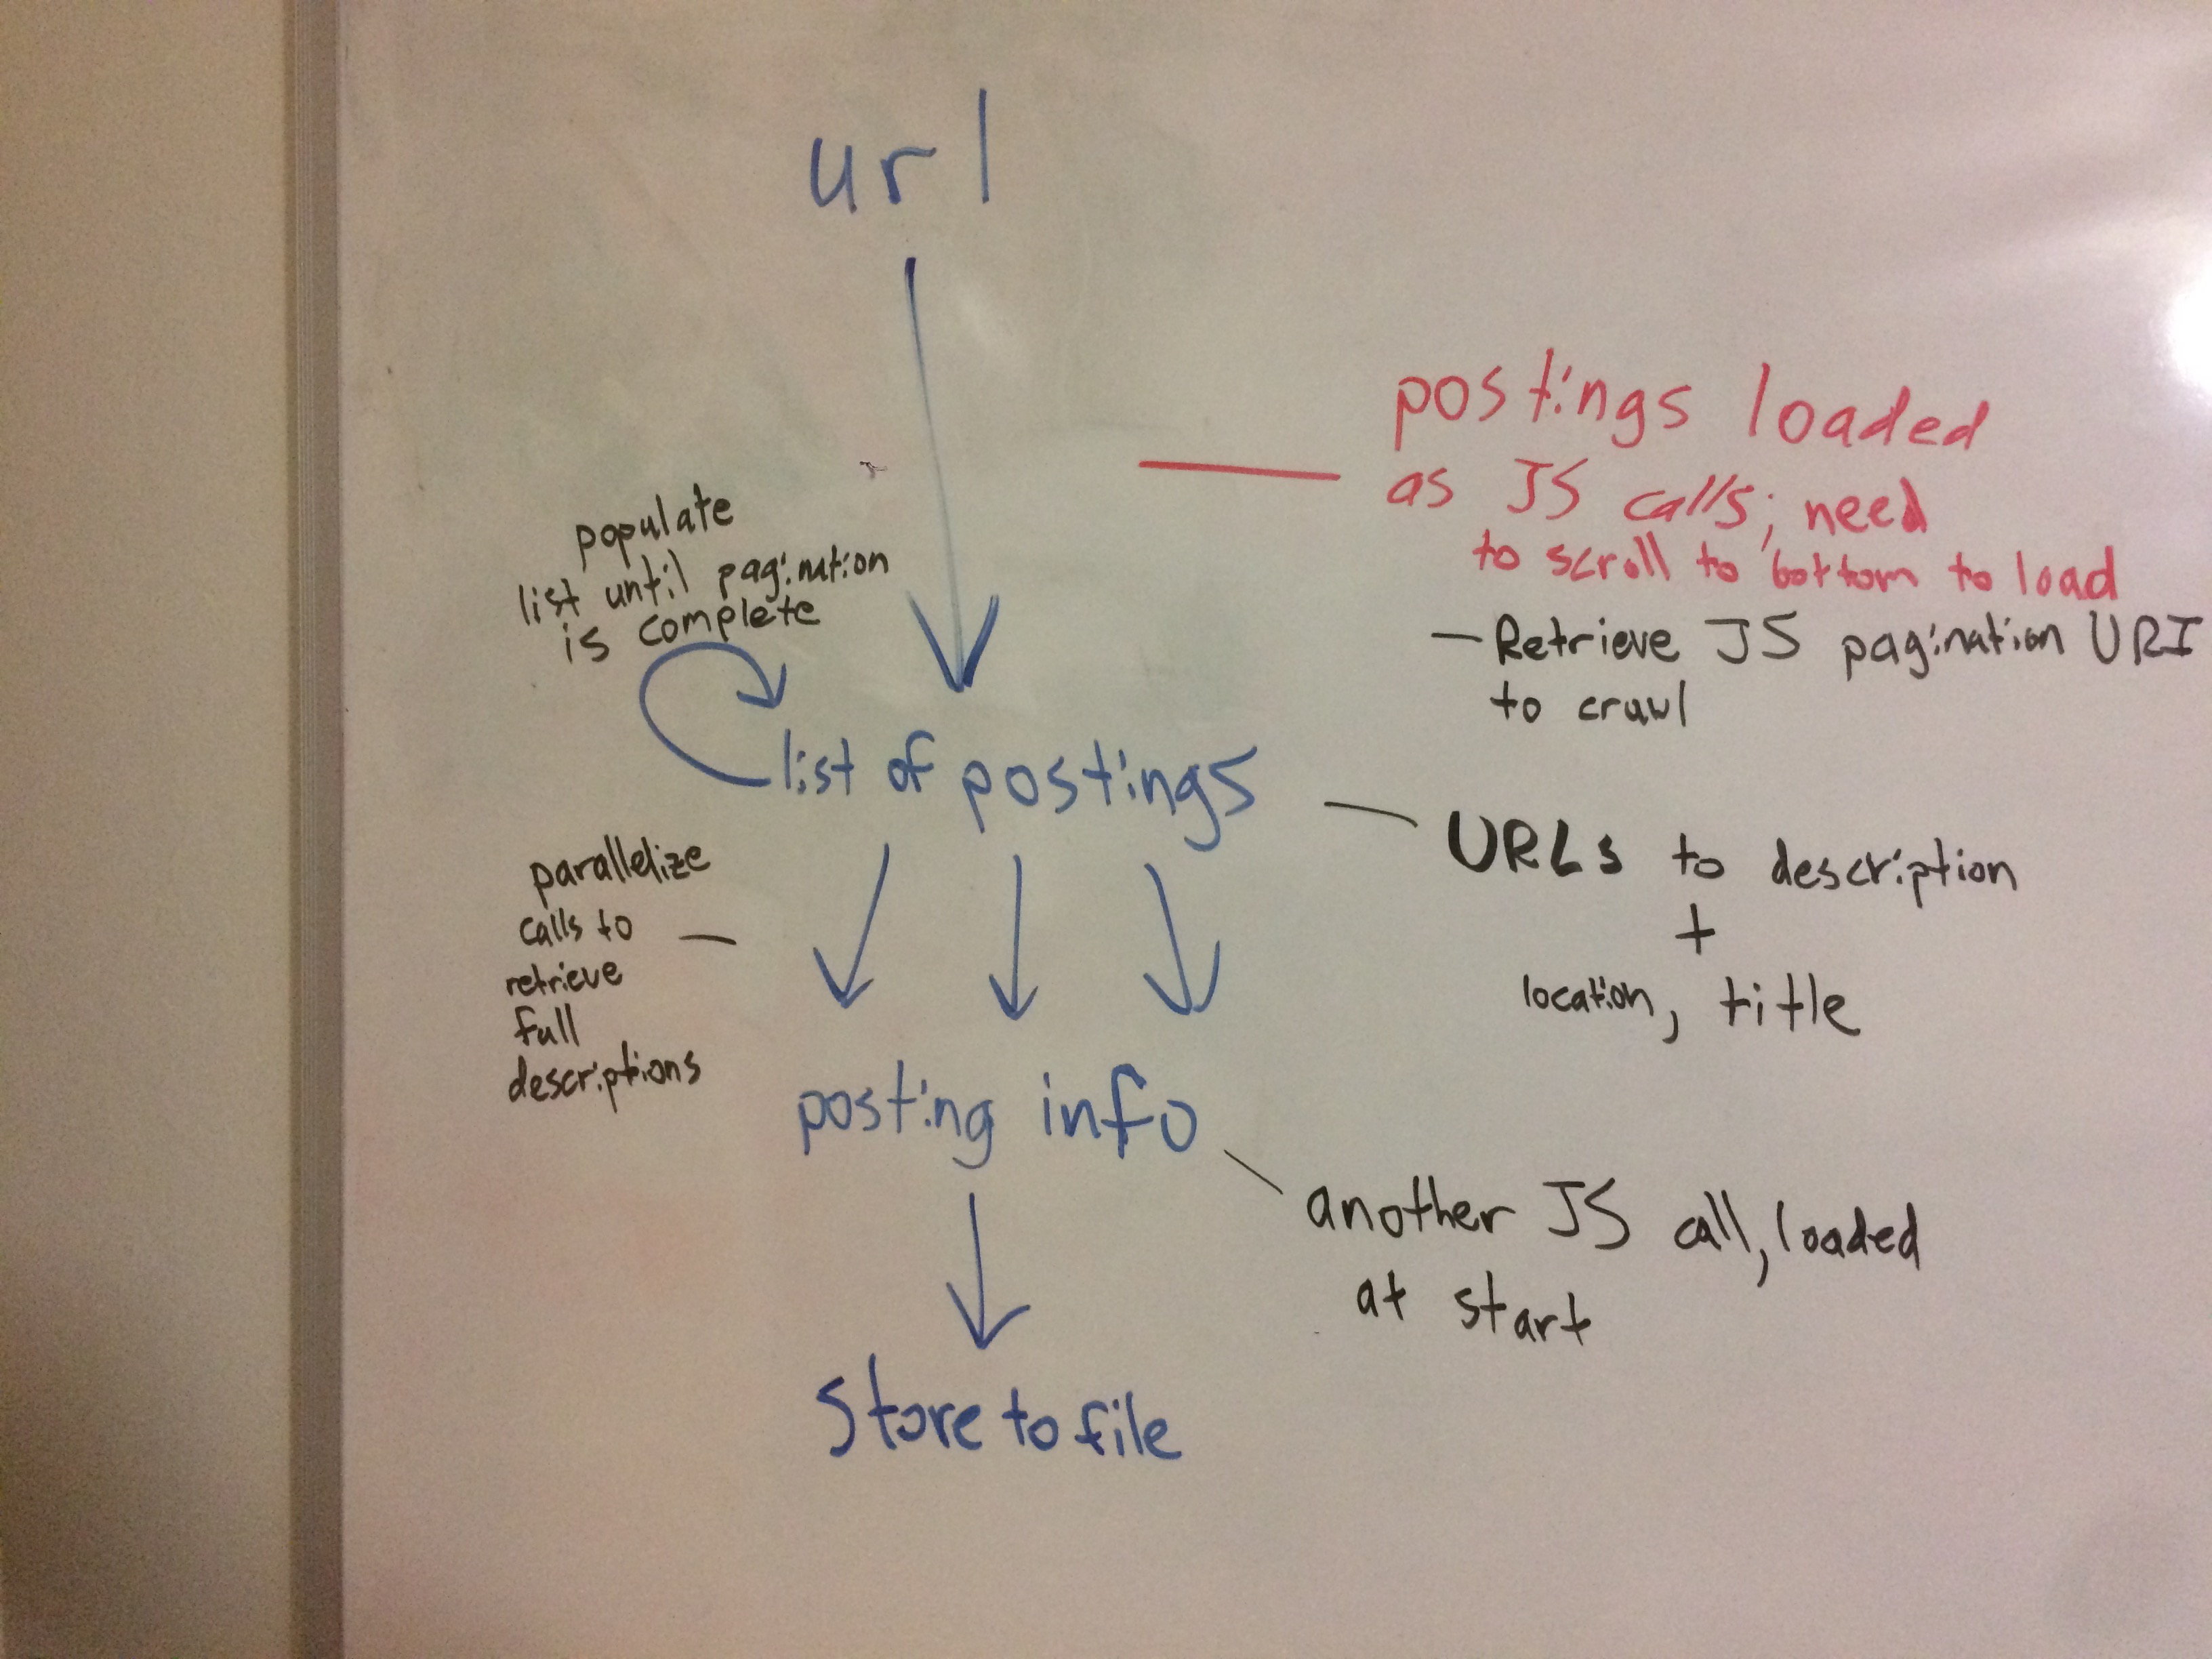 url
postings loaded
as JS calls; need
to scroll to bottom to load
– Retrieve JS pagination URI
to crawl
populate
list until pagination
is complete
list of postings
URLs to description
+
location, title
parallelize
calls to
retrieve
full
descriptions
posting info
another JS call, loaded
at start
store to file